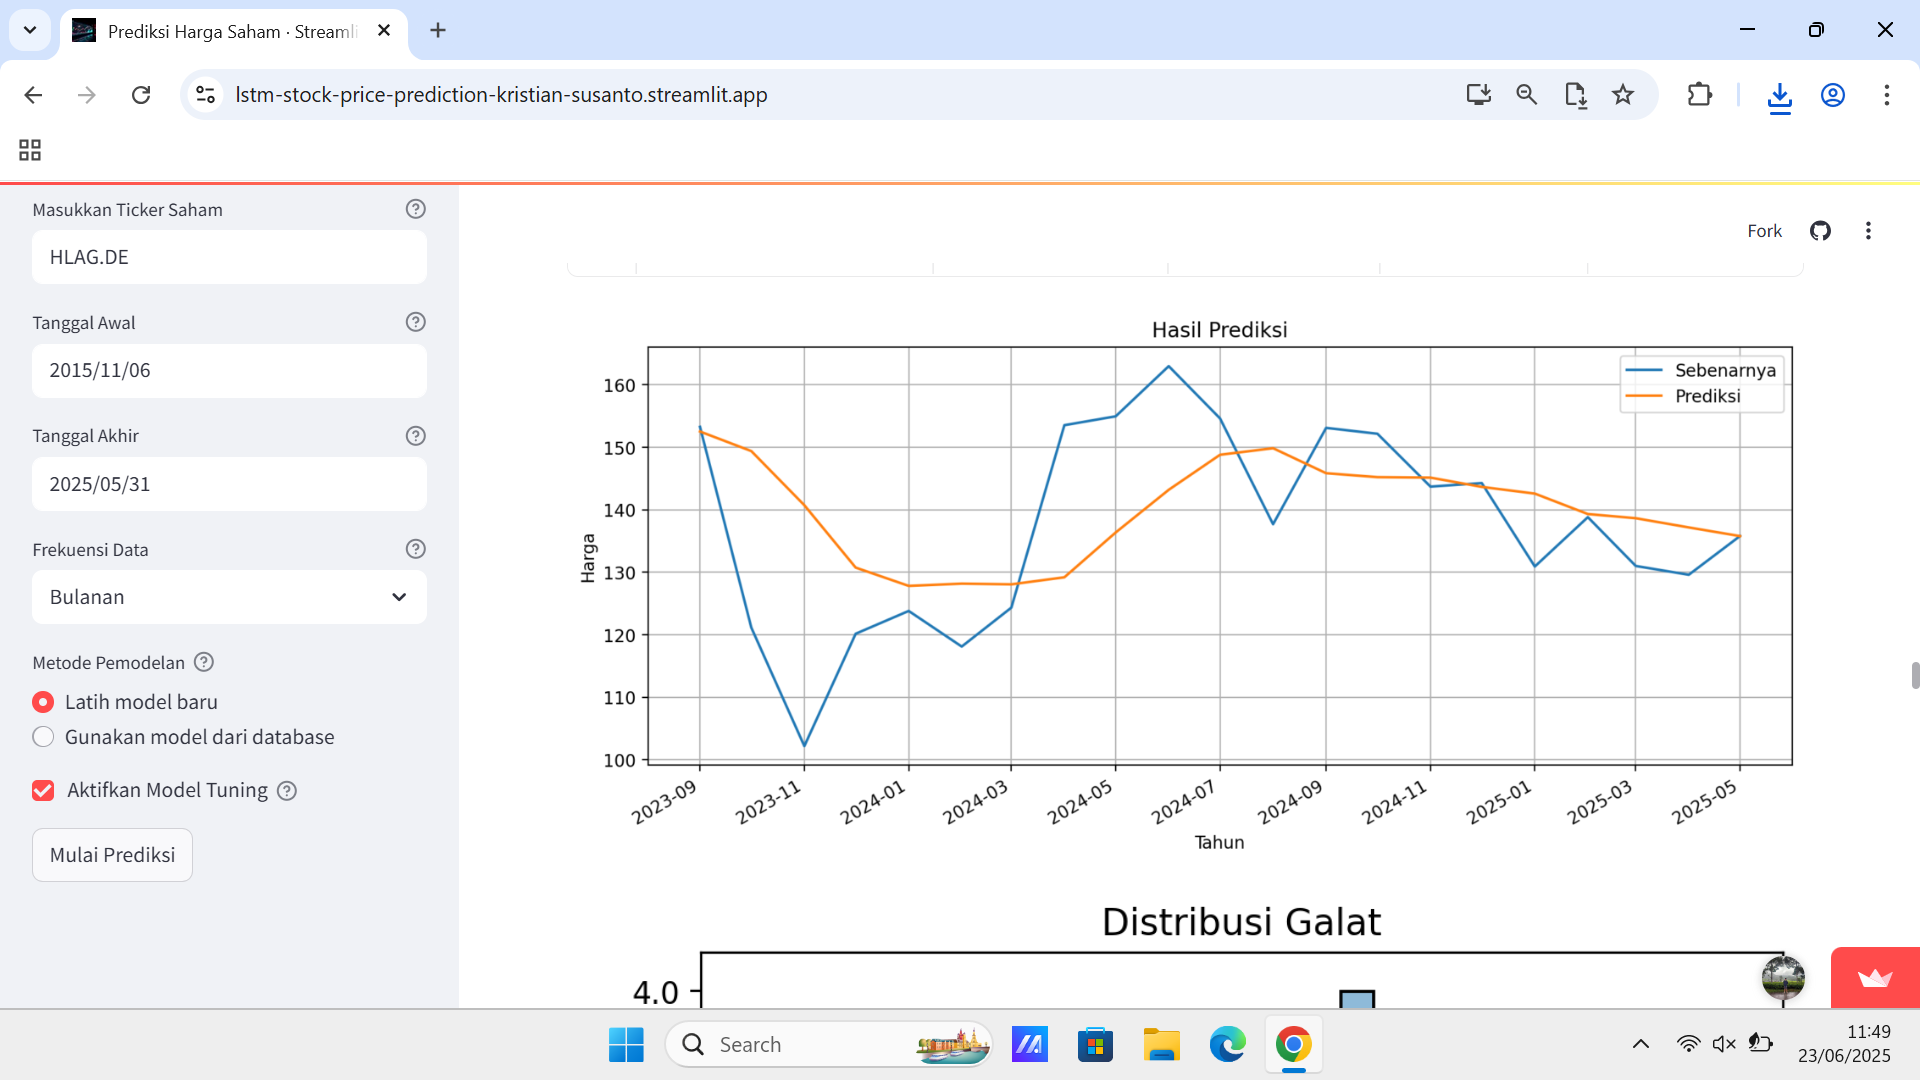 Prediksi Harga Saham · Streamli
lstm-stock-price-prediction-kristian-susanto.streamlit.app
Masukkan Ticker Saham
HLAG.DE
Tanggal Awal
2015/11/06
Tanggal Akhir
2025/05/31
Frekuensi Data
Bulanan
Metode Pemodelan
Latih model baru
Gunakan model dari database
Aktifkan Model Tuning
Mulai Prediksi
Fork
Hasil Prediksi
Sebenarnya
Prediksi
Harga
160
150
140
130
120
110
100
2023-09
2023-11
2024-01
2024-03
2024-05
2024-07
2024-09
2024-11
2025-01
2025-03
2025-05
Tahun
Distribusi Galat
4.0
Search
11:49
23/06/2025